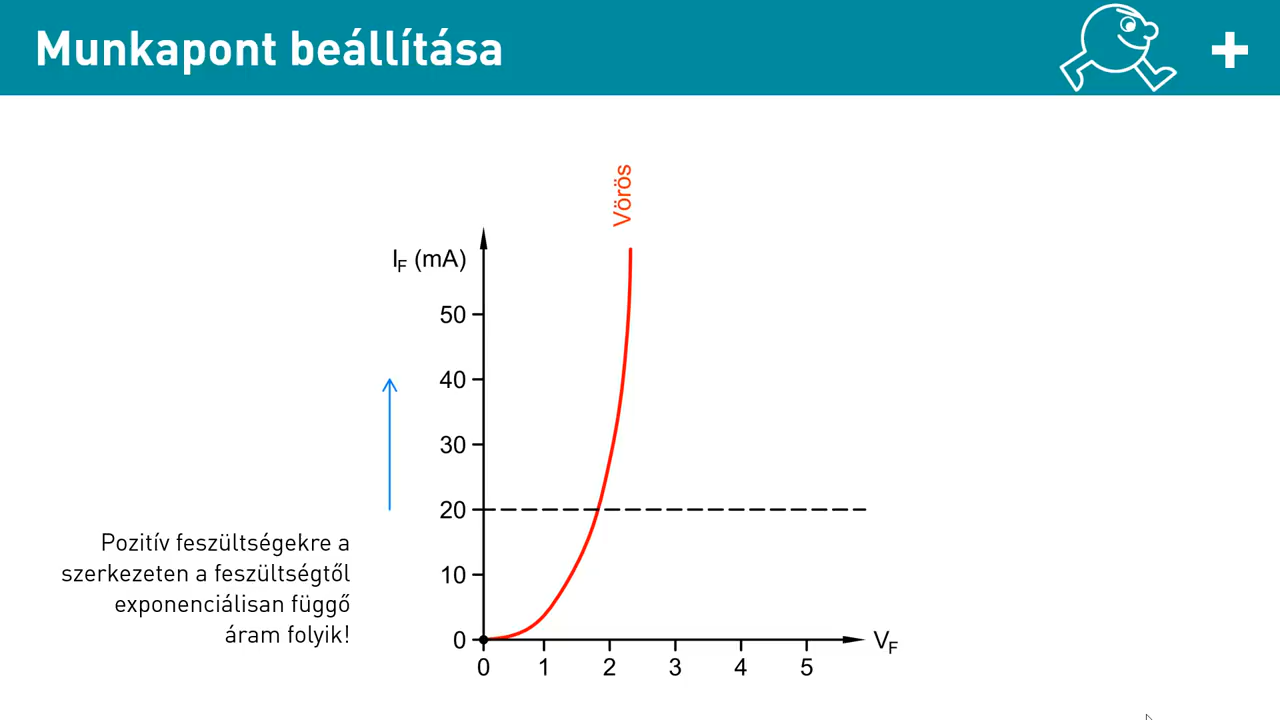 Munkapont beállítása
Vörös
IF (mA)
50
40
30
20
10
0
0 1 2 3 4 5
VF
Pozitív feszültségekre a
szerkezeten a feszültségtől
exponenciálisan függő
áram folyik!